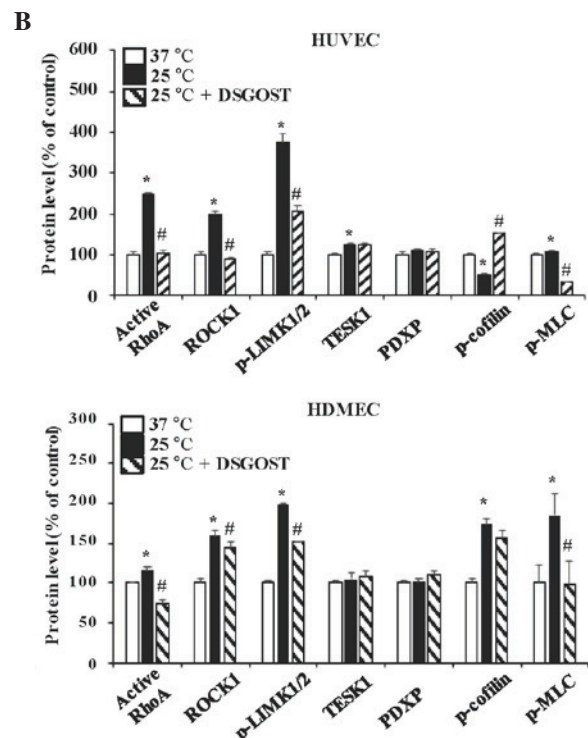 B
HUVEC
600
500
400
300
200
100
0
Protein level (% of control)
37 °C
25 °C
25 °C + DSGOST
*
#
*
#
*
#
*
*
#
*
#
Active RhoA
ROCK1
p-LIMK1/2
TESK1
PDXP
p-cofilin
p-MLC
HDMEC
300
250
200
150
100
50
0
Protein level (% of control)
37 °C
25 °C
25 °C + DSGOST
*
#
*
#
*
#
*
*
#
Active RhoA
ROCK1
p-LIMK1/2
TESK1
PDXP
p-cofilin
p-MLC